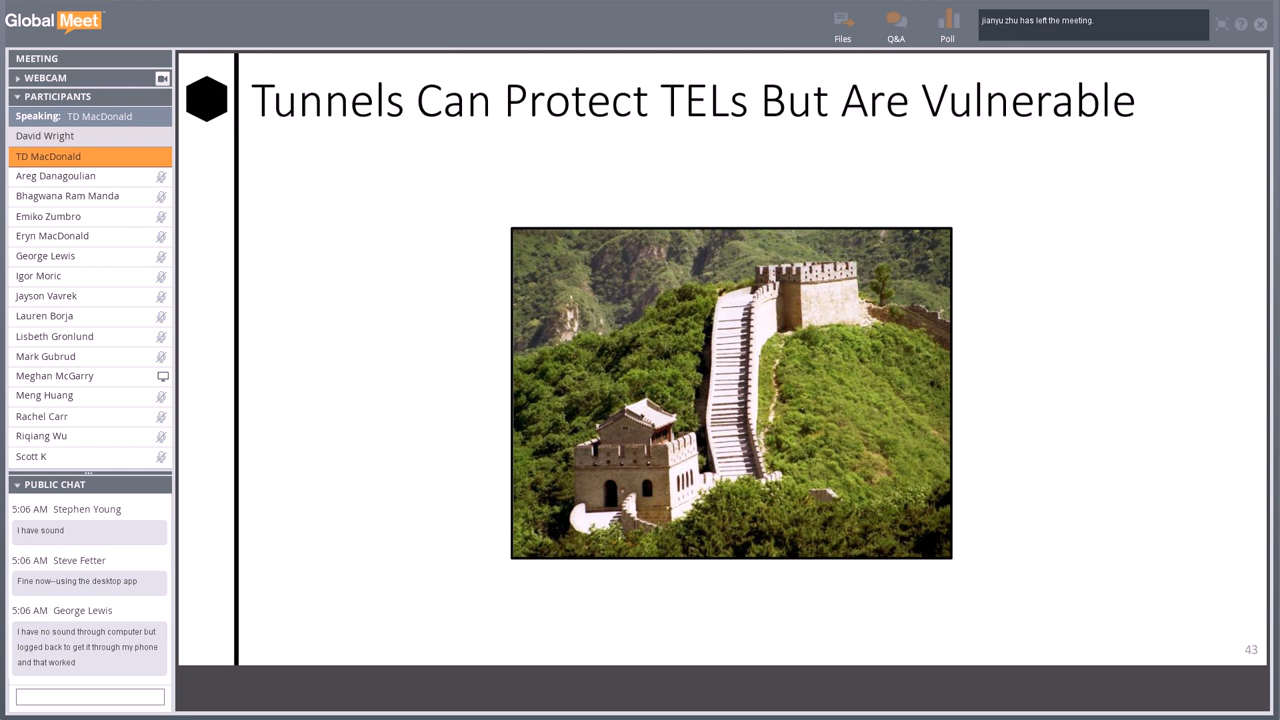 Global Meet
Files
Q&A
Poll
jianyu zhu has left the meeting.
MEETING
WEBCAM
PARTICIPANTS
Speaking: TD MacDonald
David Wright
TD MacDonald
Areg Danagoulian
Bhagwana Ram Manda
Emiko Zumbro
Eryn MacDonald
George Lewis
Igor Moric
Jayson Vavrek
Lauren Borja
Lisbeth Gronlund
Mark Gubrud
Meghan McGarry
Meng Huang
Rachel Carr
Riqiang Wu
Scott K
PUBLIC CHAT
5:06 AM Stephen Young
I have sound
5:06 AM Steve Fetter
Fine now--using the desktop app
5:06 AM George Lewis
I have no sound through computer but
logged back to get it through my phone
and that worked
Tunnels Can Protect TELs But Are Vulnerable
43